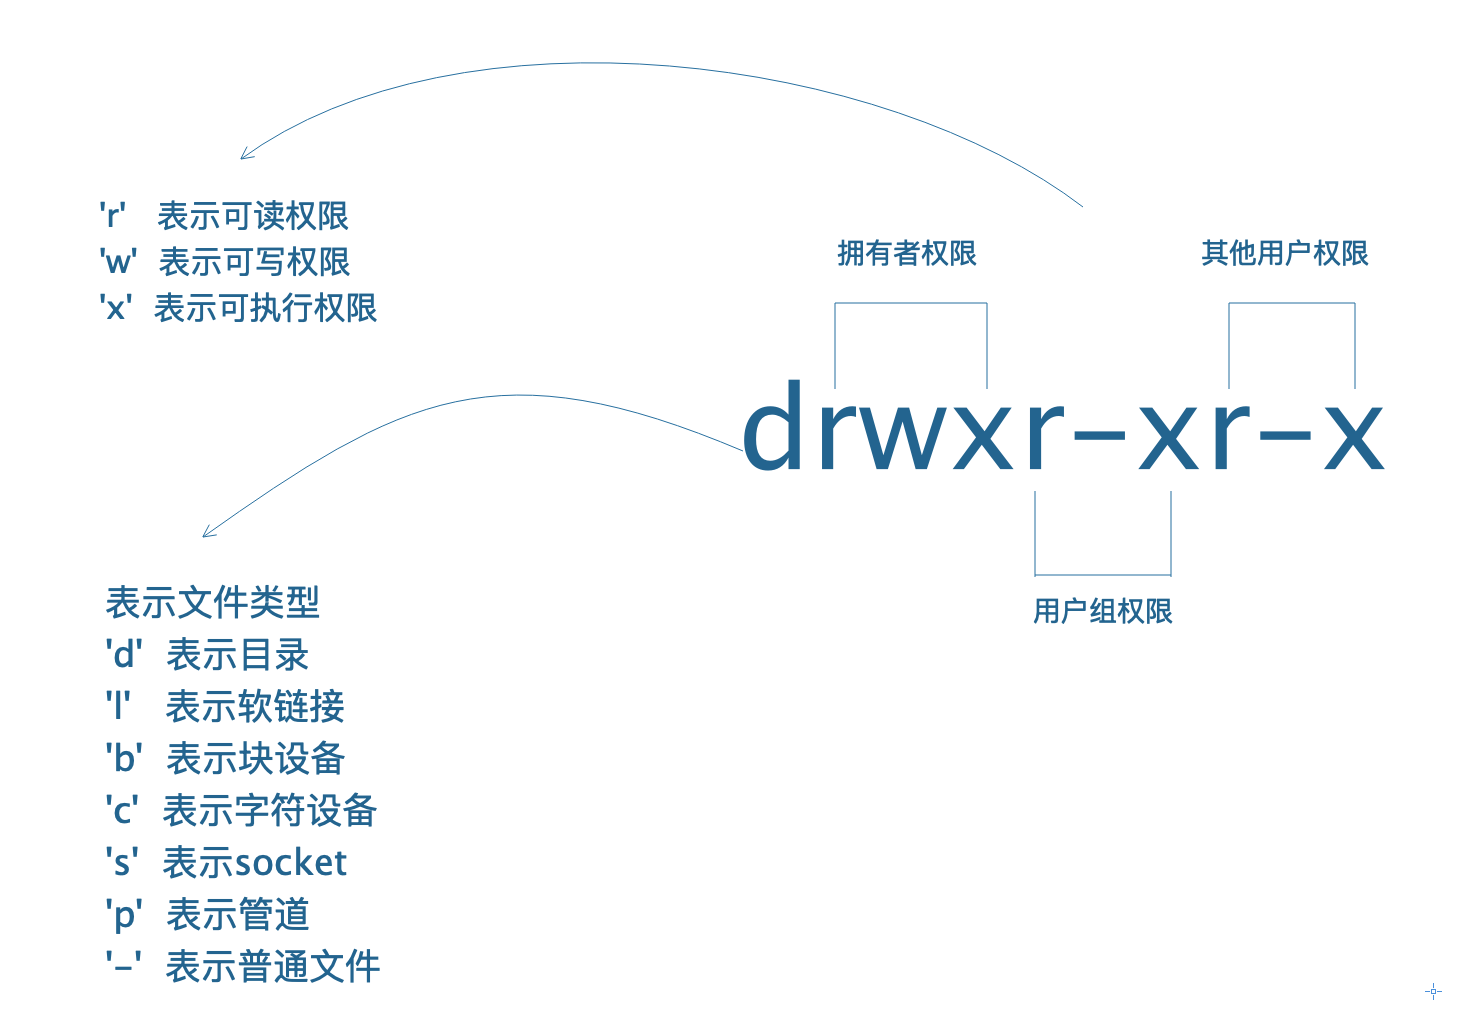 'r' 表示可读权限
'w' 表示可写权限
'x' 表示可执行权限
拥有者权限
其他用户权限
drwxr-xr-x
用户组权限
表示文件类型
'd' 表示目录
'l' 表示软链接
'b' 表示块设备
'c' 表示字符设备
's' 表示socket
'p' 表示管道
'-' 表示普通文件